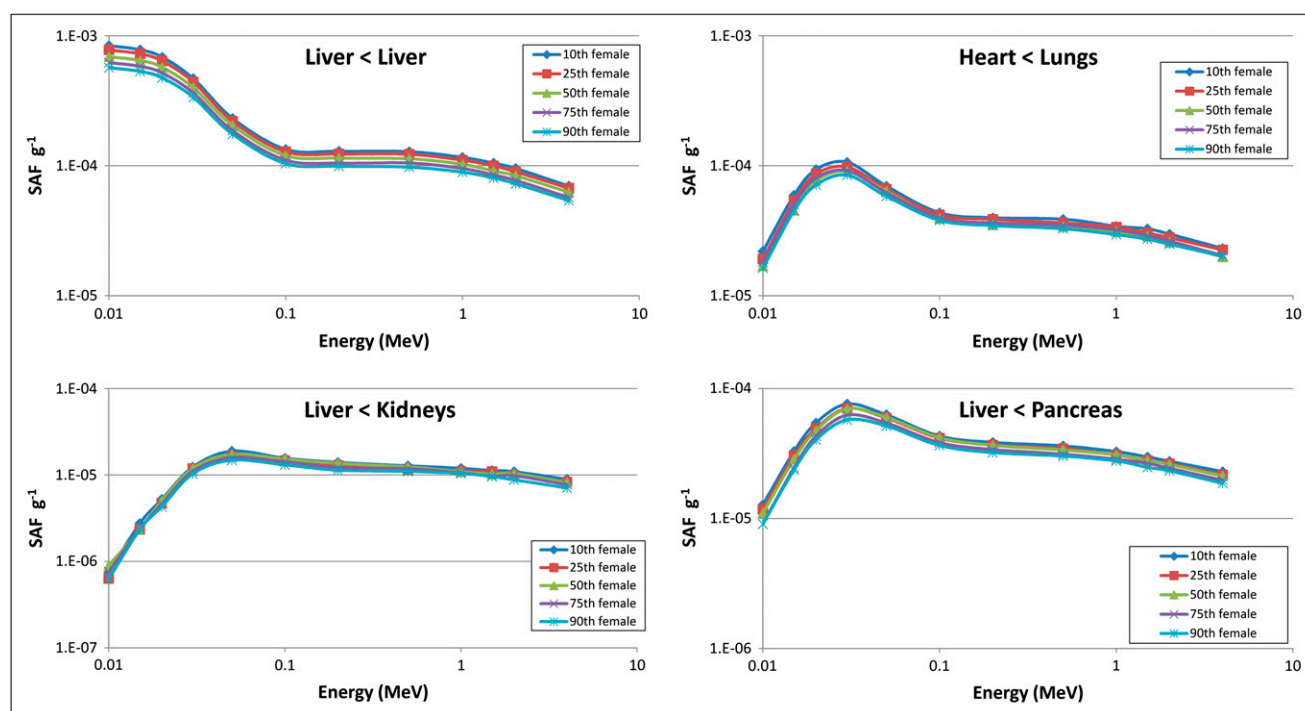 Liver < Liver
1.E-03
1.E-04
1.E-05
SAF g-1
0.01
0.1
1
10
Energy (MeV)
10th female
25th female
50th female
75th female
90th female
Heart < Lungs
1.E-03
1.E-04
1.E-05
SAF g-1
0.01
0.1
1
10
Energy (MeV)
10th female
25th female
50th female
75th female
90th female
Liver < Kidneys
1.E-04
1.E-05
1.E-06
1.E-07
SAF g-1
0.01
0.1
1
10
Energy (MeV)
10th female
25th female
50th female
75th female
90th female
Liver < Pancreas
1.E-04
1.E-05
1.E-06
SAF g-1
0.01
0.1
1
10
Energy (MeV)
10th female
25th female
50th female
75th female
90th female